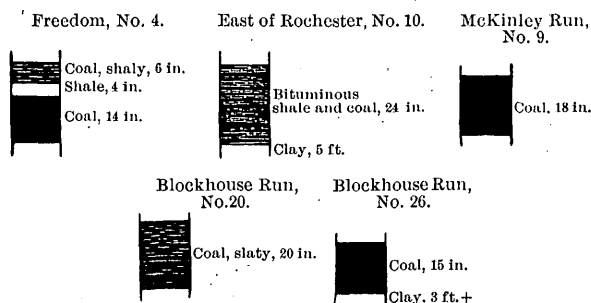 Freedom, No. 4.
Coal, shaly, 6 in.
Shale, 4 in.
Coal, 14 in.
East of Rochester, No. 10.
Bituminous
shale and coal, 24 in.
Clay, 5 ft.
McKinley Run,
No. 9.
Coal, 18 in.
Blockhouse Run,
No. 20.
Coal, slaty, 20 in.
Blockhouse Run,
No. 26.
Coal, 15 in.
Clay, 3 ft.+